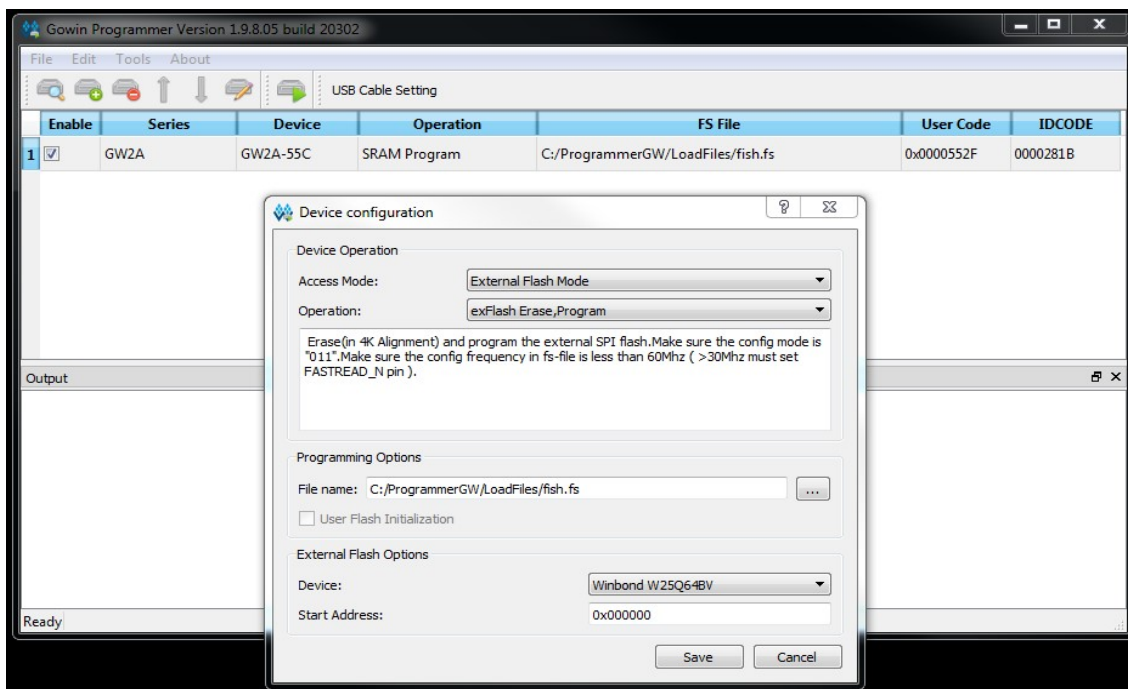 Gowin Programmer Version 1.9.8.05 build 20302
File Edit Tools About
USB Cable Setting
Enable Series Device Operation FS File User Code IDCODE
1 GW2A GW2A-55C SRAM Program C:/ProgrammerGW/LoadFiles/fish.fs 0x0000552F 0000281B
Device configuration
Device Operation
Access Mode: External Flash Mode
Operation: exFlash Erase,Program
Erase(in 4K Alignment) and program the external SPI flash.Make sure the config mode is
"011".Make sure the config frequency in fs-file is less than 60Mhz ( >30Mhz must set
FASTREAD_N pin ).
Output
Programming Options
File name: C:/ProgrammerGW/LoadFiles/fish.fs ...
User Flash Initialization
External Flash Options
Device: Winbond W25Q64BV
Start Address: 0x000000
Ready
Save Cancel